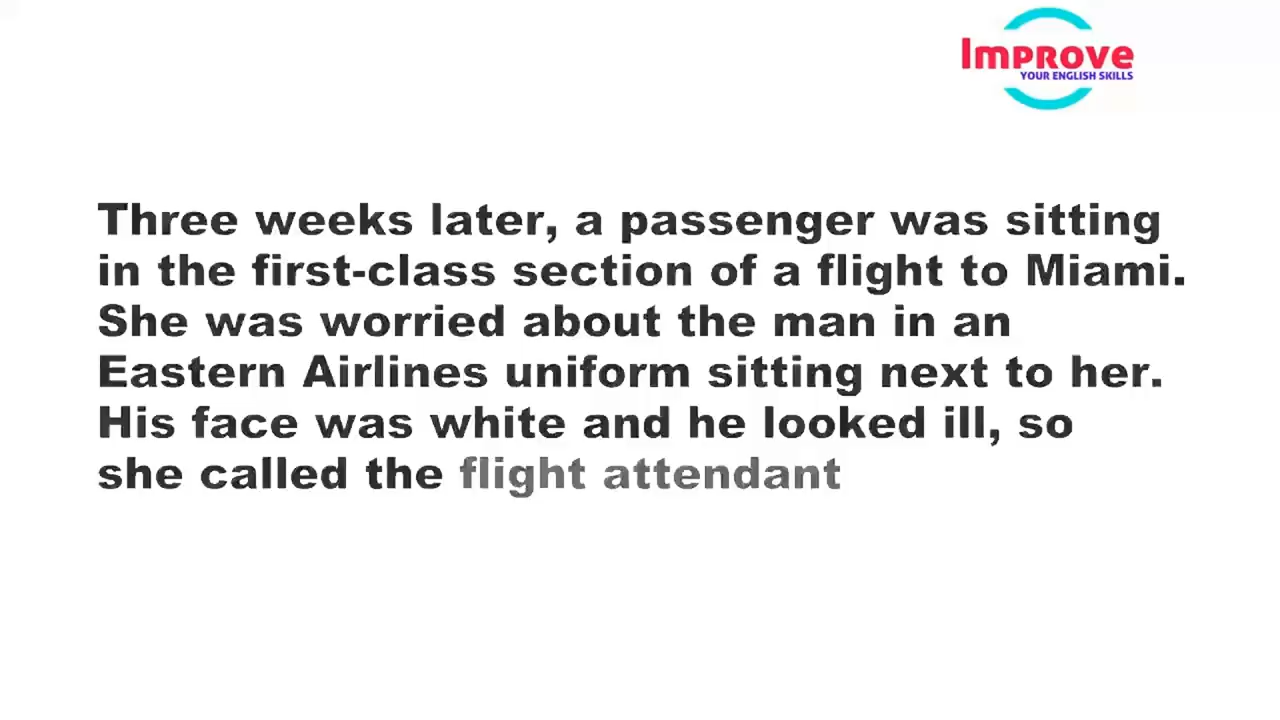 Improve
YOUR ENGLISH SKILLS
Three weeks later, a passenger was sitting
in the first-class section of a flight to Miami.
She was worried about the man in an
Eastern Airlines uniform sitting next to her.
His face was white and he looked ill, so
she called the flight attendant